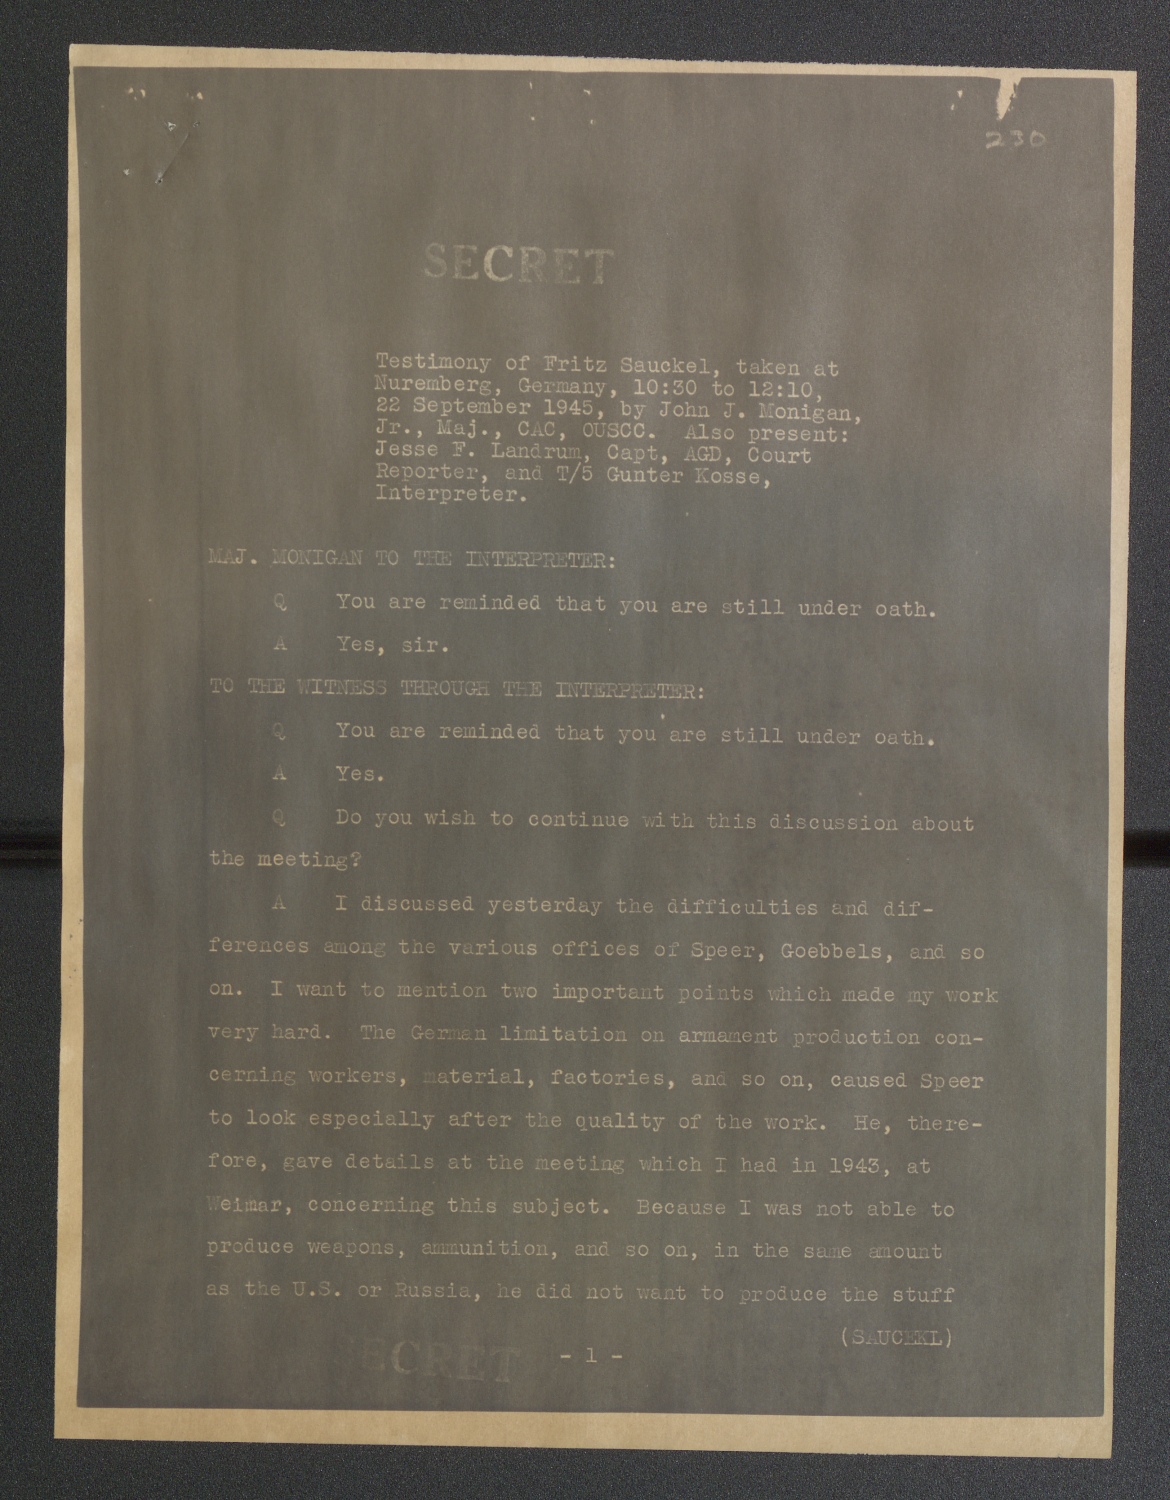 230
SECRET
Testimony of Fritz Sauckel, taken at
Nuremberg, Germany, 10:30 to 12:10,
22 September 1945, by John J. Monigan,
Jr., Maj., CAC, OUSCC. Also present:
Jesse F. Landrum, Capt, AGD, Court
Reporter, and T/5 Gunter Kosse,
Interpreter.
MAJ. MONIGAN TO THE INTERPRETER:
Q You are reminded that you are still under oath.
A Yes, sir.
TO THE WITNESS THROUGH THE INTERPRETER:
Q You are reminded that you are still under oath.
A Yes.
Q Do you wish to continue with this discussion about
the meeting?
A I discussed yesterday the difficulties and dif-
ferences among the various offices of Speer, Goebbels, and so
on. I want to mention two important points which made my work
very hard. The German limitation on armament production con-
cerning workers, material, factories, and so on, caused Speer
to look especially after the quality of the work. He, there-
fore, gave details at the meeting which I had in 1943, at
Weimar, concerning this subject. Because I was not able to
produce weapons, ammunition, and so on, in the same amount
as the U.S. or Russia, he did not want to produce the stuff
(SAUCKEL)
SECRET - 1 -